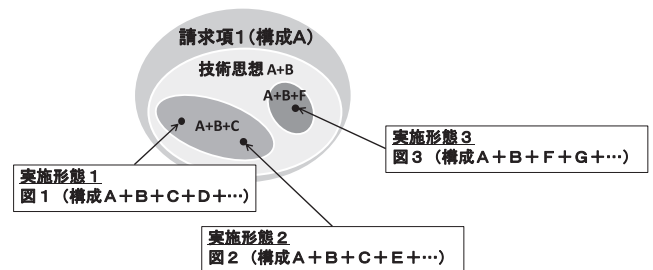 請求項1（構成A）
技術思想 A+B
A+B+F
A+B+C
実施形態３
図３（構成Ａ＋Ｂ＋Ｆ＋Ｇ＋…）
実施形態１
図１（構成Ａ＋Ｂ＋Ｃ＋Ｄ＋…）
実施形態２
図２（構成Ａ＋Ｂ＋Ｃ＋Ｅ＋…）